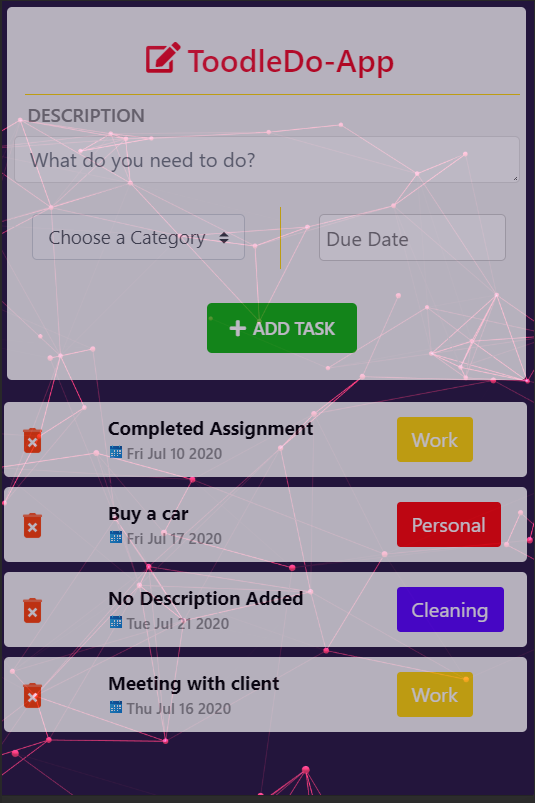 ToodleDo-App
DESCRIPTION
What do you need to do?
Choose a Category
Due Date
ADD TASK
Completed Assignment
Fri Jul 10 2020
Work
Buy a car
Fri Jul 17 2020
Personal
No Description Added
Tue Jul 21 2020
Cleaning
Meeting with client
Thu Jul 16 2020
Work